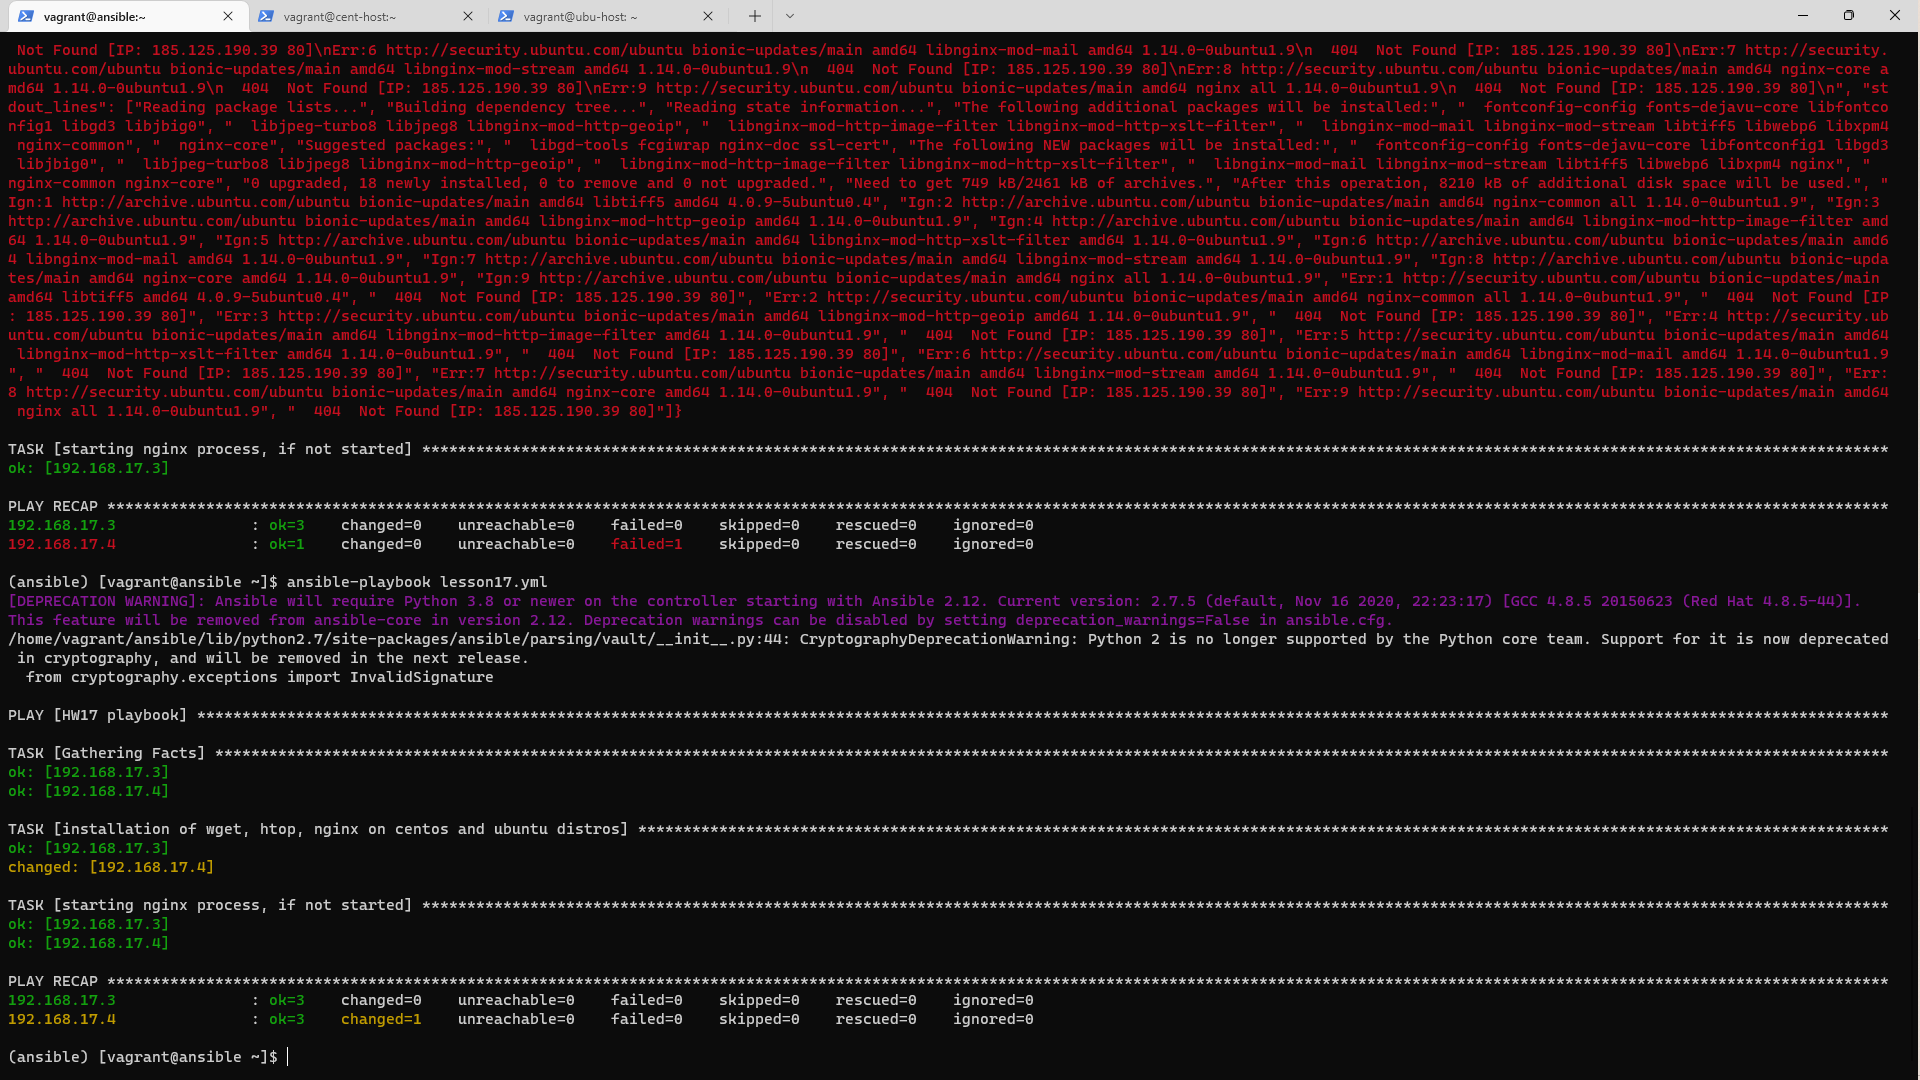 vagrant@ansible:~
vagrant@cent-host:~
vagrant@ubu-host: ~
 Not Found [IP: 185.125.190.39 80]\nErr:6 http://security.ubuntu.com/ubuntu bionic-updates/main amd64 libnginx-mod-mail amd64 1.14.0-0ubuntu1.9\n  404  Not Found [IP: 185.125.190.39 80]\nErr:7 http://security.
ubuntu.com/ubuntu bionic-updates/main amd64 libnginx-mod-stream amd64 1.14.0-0ubuntu1.9\n  404  Not Found [IP: 185.125.190.39 80]\nErr:8 http://security.ubuntu.com/ubuntu bionic-updates/main amd64 nginx-core a
md64 1.14.0-0ubuntu1.9\n  404  Not Found [IP: 185.125.190.39 80]\nErr:9 http://security.ubuntu.com/ubuntu bionic-updates/main amd64 nginx all 1.14.0-0ubuntu1.9\n  404  Not Found [IP: 185.125.190.39 80]\n", "st
dout_lines": ["Reading package lists...", "Building dependency tree...", "Reading state information...", "The following additional packages will be installed:", "  fontconfig-config fonts-dejavu-core libfontco
nfig1 libgd3 libjbig0", "  libjpeg-turbo8 libjpeg8 libnginx-mod-http-geoip", "  libnginx-mod-http-image-filter libnginx-mod-http-xslt-filter", "  libnginx-mod-mail libnginx-mod-stream libtiff5 libwebp6 libxpm4
 nginx-common", "  nginx-core", "Suggested packages:", "  libgd-tools fcgiwrap nginx-doc ssl-cert", "The following NEW packages will be installed:", "  fontconfig-config fonts-dejavu-core libfontconfig1 libgd3
 libjbig0", "  libjpeg-turbo8 libjpeg8 libnginx-mod-http-geoip", "  libnginx-mod-http-image-filter libnginx-mod-http-xslt-filter", "  libnginx-mod-mail libnginx-mod-stream libtiff5 libwebp6 libxpm4 nginx", "
nginx-common nginx-core", "0 upgraded, 18 newly installed, 0 to remove and 0 not upgraded.", "Need to get 749 kB/2461 kB of archives.", "After this operation, 8210 kB of additional disk space will be used.", "
Ign:1 http://archive.ubuntu.com/ubuntu bionic-updates/main amd64 libtiff5 amd64 4.0.9-5ubuntu0.4", "Ign:2 http://archive.ubuntu.com/ubuntu bionic-updates/main amd64 nginx-common all 1.14.0-0ubuntu1.9", "Ign:3
http://archive.ubuntu.com/ubuntu bionic-updates/main amd64 libnginx-mod-http-geoip amd64 1.14.0-0ubuntu1.9", "Ign:4 http://archive.ubuntu.com/ubuntu bionic-updates/main amd64 libnginx-mod-http-image-filter amd
64 1.14.0-0ubuntu1.9", "Ign:5 http://archive.ubuntu.com/ubuntu bionic-updates/main amd64 libnginx-mod-http-xslt-filter amd64 1.14.0-0ubuntu1.9", "Ign:6 http://archive.ubuntu.com/ubuntu bionic-updates/main amd6
4 libnginx-mod-mail amd64 1.14.0-0ubuntu1.9", "Ign:7 http://archive.ubuntu.com/ubuntu bionic-updates/main amd64 libnginx-mod-stream amd64 1.14.0-0ubuntu1.9", "Ign:8 http://archive.ubuntu.com/ubuntu bionic-upda
tes/main amd64 nginx-core amd64 1.14.0-0ubuntu1.9", "Ign:9 http://archive.ubuntu.com/ubuntu bionic-updates/main amd64 nginx all 1.14.0-0ubuntu1.9", "Err:1 http://security.ubuntu.com/ubuntu bionic-updates/main
amd64 libtiff5 amd64 4.0.9-5ubuntu0.4", "  404  Not Found [IP: 185.125.190.39 80]", "Err:2 http://security.ubuntu.com/ubuntu bionic-updates/main amd64 nginx-common all 1.14.0-0ubuntu1.9", "  404  Not Found [IP
: 185.125.190.39 80]", "Err:3 http://security.ubuntu.com/ubuntu bionic-updates/main amd64 libnginx-mod-http-geoip amd64 1.14.0-0ubuntu1.9", "  404  Not Found [IP: 185.125.190.39 80]", "Err:4 http://security.ub
untu.com/ubuntu bionic-updates/main amd64 libnginx-mod-http-image-filter amd64 1.14.0-0ubuntu1.9", "  404  Not Found [IP: 185.125.190.39 80]", "Err:5 http://security.ubuntu.com/ubuntu bionic-updates/main amd64
 libnginx-mod-http-xslt-filter amd64 1.14.0-0ubuntu1.9", "  404  Not Found [IP: 185.125.190.39 80]", "Err:6 http://security.ubuntu.com/ubuntu bionic-updates/main amd64 libnginx-mod-mail amd64 1.14.0-0ubuntu1.9
", "  404  Not Found [IP: 185.125.190.39 80]", "Err:7 http://security.ubuntu.com/ubuntu bionic-updates/main amd64 libnginx-mod-stream amd64 1.14.0-0ubuntu1.9", "  404  Not Found [IP: 185.125.190.39 80]", "Err:
8 http://security.ubuntu.com/ubuntu bionic-updates/main amd64 nginx-core amd64 1.14.0-0ubuntu1.9", "  404  Not Found [IP: 185.125.190.39 80]", "Err:9 http://security.ubuntu.com/ubuntu bionic-updates/main amd64
 nginx all 1.14.0-0ubuntu1.9", "  404  Not Found [IP: 185.125.190.39 80]"]}
TASK [starting nginx process, if not started] *******************************************************************************************************************************************************************
ok: [192.168.17.3]
PLAY RECAP ******************************************************************************************************************************************************************************************************
192.168.17.3               : ok=3    changed=0    unreachable=0    failed=0    skipped=0    rescued=0    ignored=0
192.168.17.4               : ok=1    changed=0    unreachable=0    failed=1    skipped=0    rescued=0    ignored=0
(ansible) [vagrant@ansible ~]$ ansible-playbook lesson17.yml
[DEPRECATION WARNING]: Ansible will require Python 3.8 or newer on the controller starting with Ansible 2.12. Current version: 2.7.5 (default, Nov 16 2020, 22:23:17) [GCC 4.8.5 20150623 (Red Hat 4.8.5-44)].
This feature will be removed from ansible-core in version 2.12. Deprecation warnings can be disabled by setting deprecation_warnings=False in ansible.cfg.
/home/vagrant/ansible/lib/python2.7/site-packages/ansible/parsing/vault/__init__.py:44: CryptographyDeprecationWarning: Python 2 is no longer supported by the Python core team. Support for it is now deprecated
 in cryptography, and will be removed in the next release.
  from cryptography.exceptions import InvalidSignature
PLAY [HW17 playbook] ********************************************************************************************************************************************************************************************
TASK [Gathering Facts] ******************************************************************************************************************************************************************************************
ok: [192.168.17.3]
ok: [192.168.17.4]
TASK [installation of wget, htop, nginx on centos and ubuntu distros] *******************************************************************************************************************************************
ok: [192.168.17.3]
changed: [192.168.17.4]
TASK [starting nginx process, if not started] *******************************************************************************************************************************************************************
ok: [192.168.17.3]
ok: [192.168.17.4]
PLAY RECAP ******************************************************************************************************************************************************************************************************
192.168.17.3               : ok=3    changed=0    unreachable=0    failed=0    skipped=0    rescued=0    ignored=0
192.168.17.4               : ok=3    changed=1    unreachable=0    failed=0    skipped=0    rescued=0    ignored=0
(ansible) [vagrant@ansible ~]$